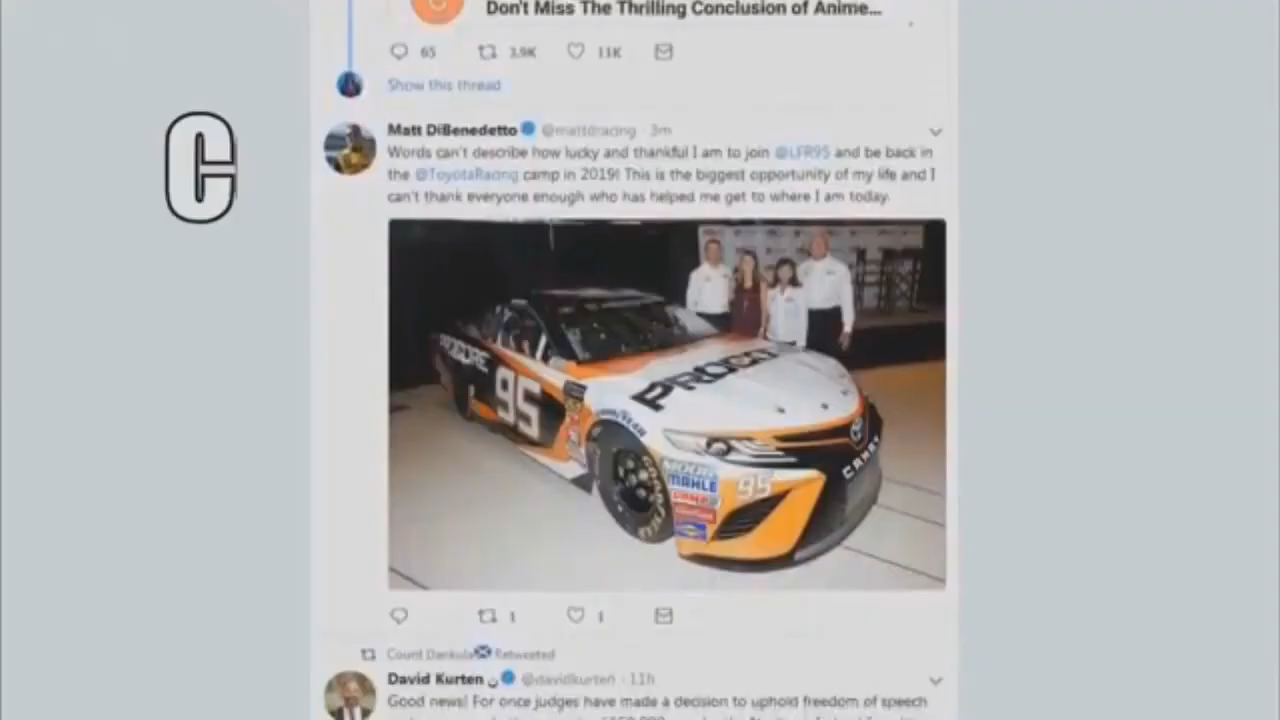 Don't Miss The Thrilling Conclusion of Anime...
65 3.9K 11K
Show this thread
C
Matt DiBenedetto @mattdracing · 3m
Words can't describe how lucky and thankful I am to join @LFR95 and be back in
the @ToyotaRacing camp in 2019! This is the biggest opportunity of my life and I
can't thank everyone enough who has helped me get to where I am today.
PROCORE
95
GOODYEAR
MAHLE
95
CAMRY
1 1
Count Dankula Retweeted
David Kurten ن @davidkurten · 11h
Good news! For once judges have made a decision to uphold freedom of speech